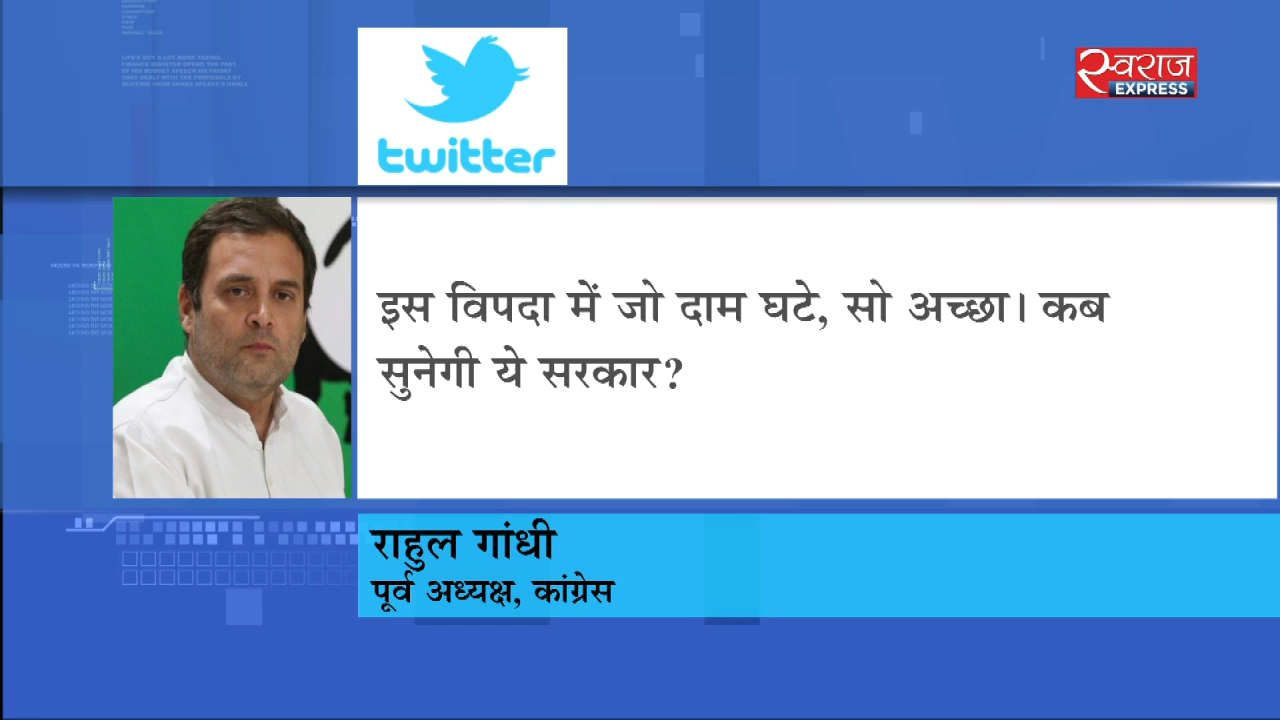 twitter
स्वराज
EXPRESS
इस विपदा में जो दाम घटे, सो अच्छा। कब
सुनेगी ये सरकार?
राहुल गांधी
पूर्व अध्यक्ष, कांग्रेस